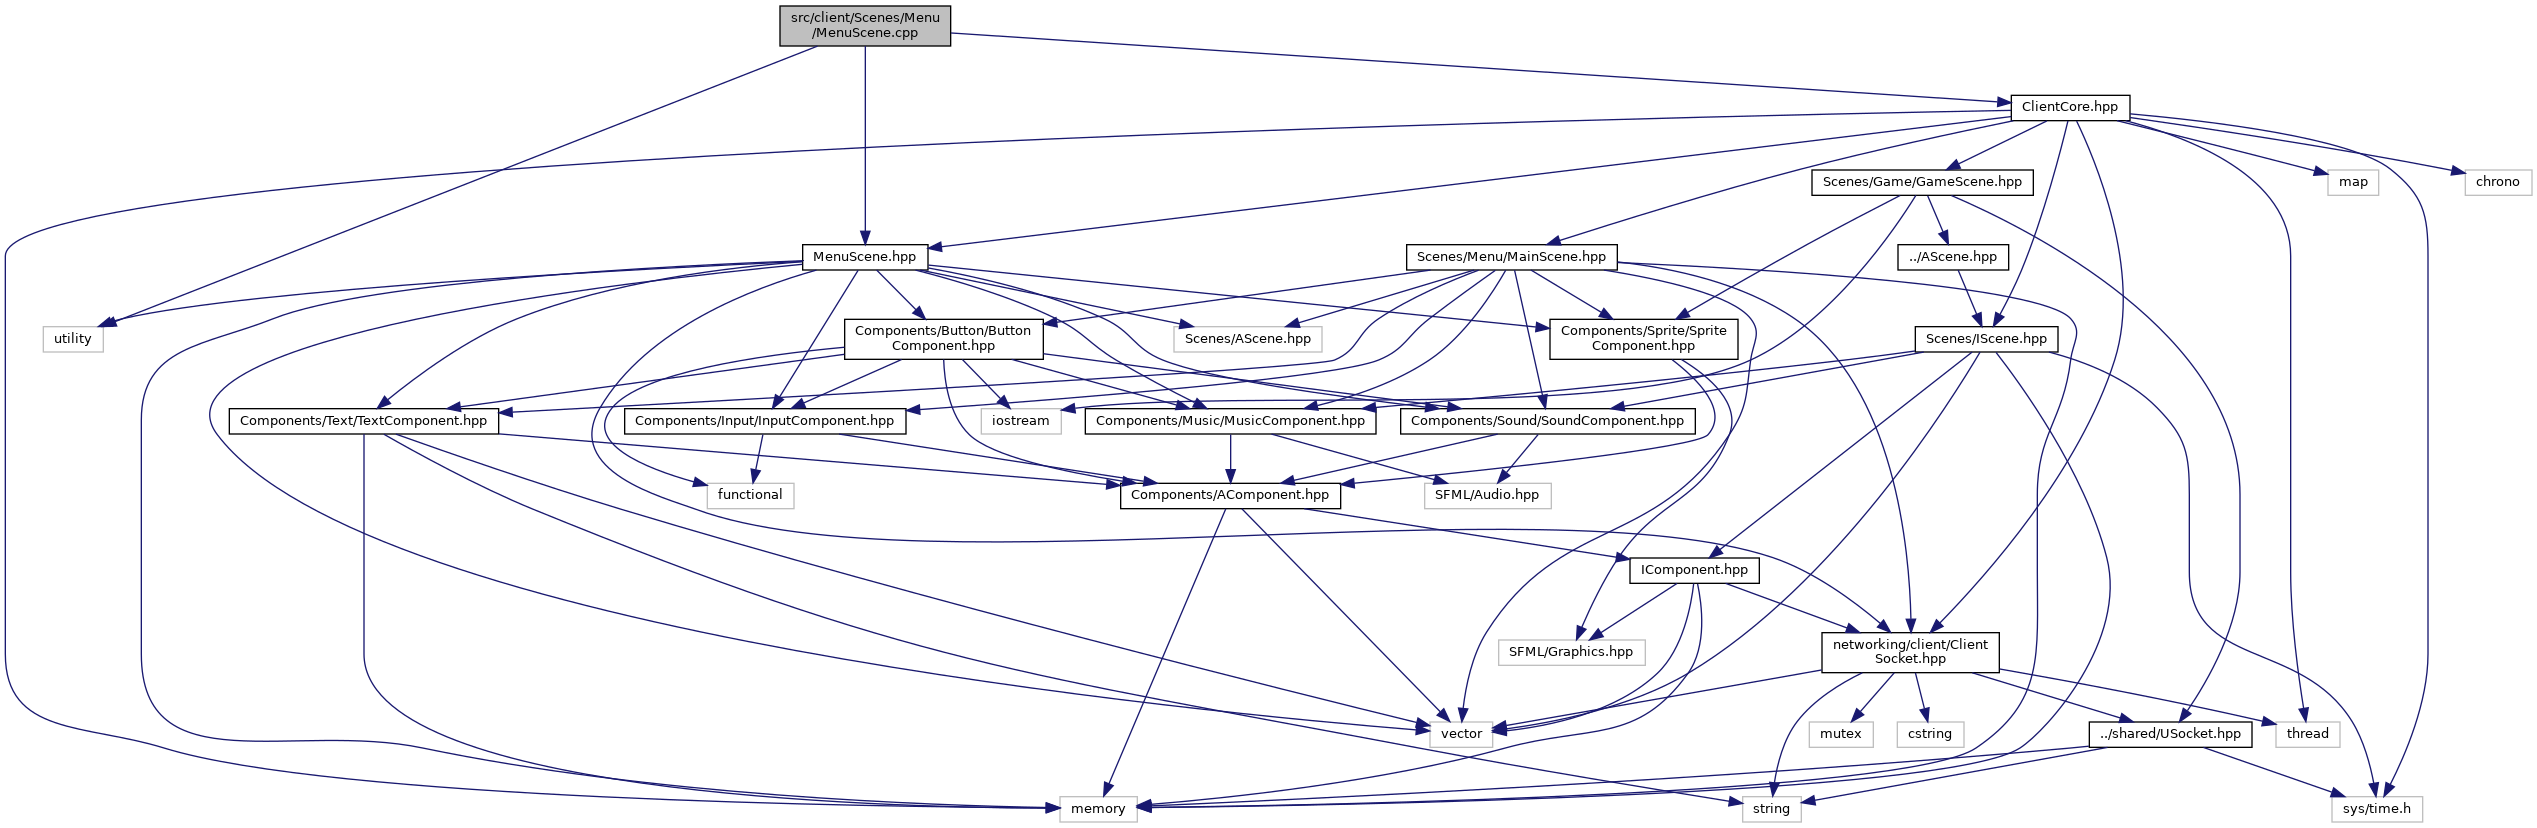 src/client/Scenes/Menu
/MenuScene.cpp
ClientCore.hpp
Scenes/Game/GameScene.hpp
map
chrono
MenuScene.hpp
Scenes/Menu/MainScene.hpp
../AScene.hpp
utility
Components/Button/Button
Component.hpp
Scenes/AScene.hpp
Components/Sprite/Sprite
Component.hpp
Scenes/IScene.hpp
Components/Text/TextComponent.hpp
Components/Input/InputComponent.hpp
iostream
Components/Music/MusicComponent.hpp
Components/Sound/SoundComponent.hpp
functional
Components/AComponent.hpp
SFML/Audio.hpp
IComponent.hpp
SFML/Graphics.hpp
networking/client/Client
Socket.hpp
vector
mutex
cstring
../shared/USocket.hpp
thread
memory
string
sys/time.h